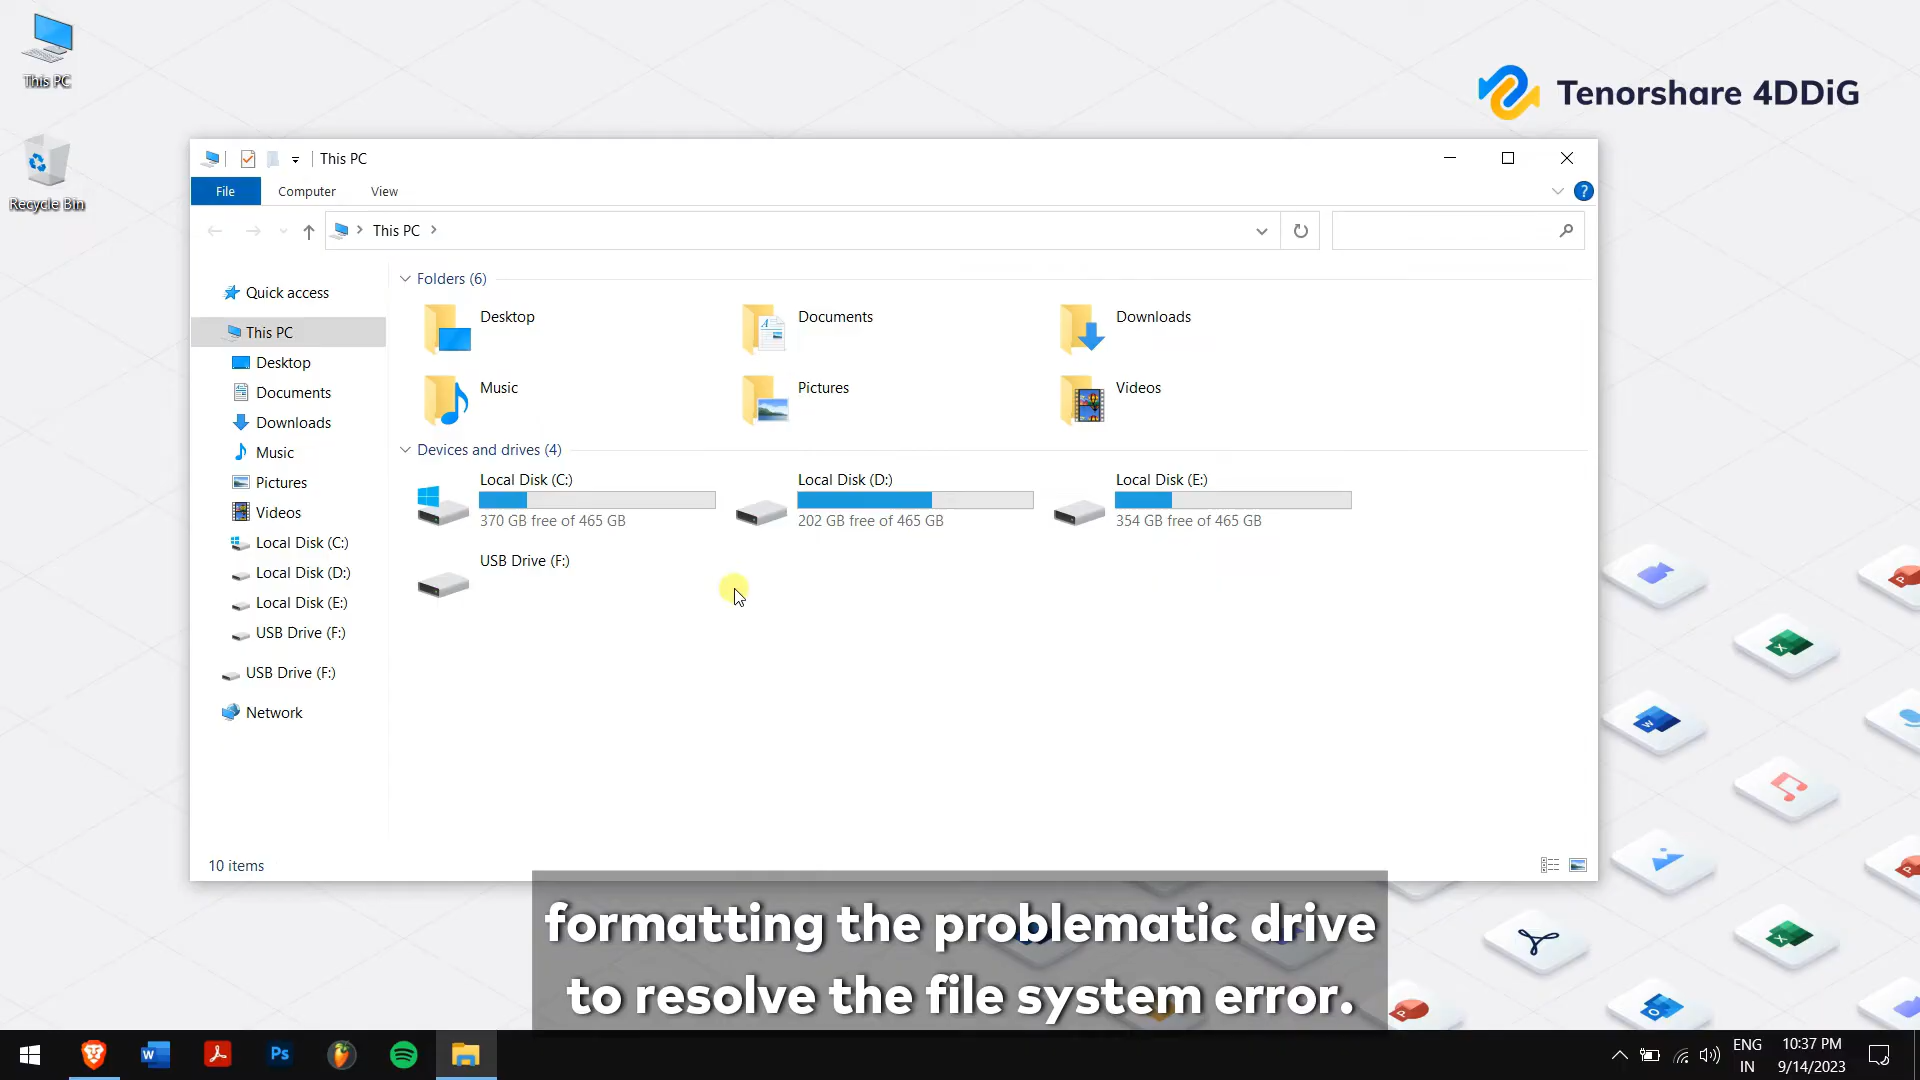 This PC
Recycle Bin
Tenorshare 4DDiG
This PC
File
Computer
View
?
This PC
Quick access
This PC
Desktop
Documents
Downloads
Music
Pictures
Videos
Local Disk (C:)
Local Disk (D:)
Local Disk (E:)
USB Drive (F:)
USB Drive (F:)
Network
Folders (6)
Desktop
Documents
Downloads
Music
Pictures
Videos
Devices and drives (4)
Local Disk (C:)
370 GB free of 465 GB
Local Disk (D:)
202 GB free of 465 GB
Local Disk (E:)
354 GB free of 465 GB
USB Drive (F:)
10 items
formatting the problematic drive
to resolve the file system error.
W
Ps
ENG
IN
10:37 PM
9/14/2023